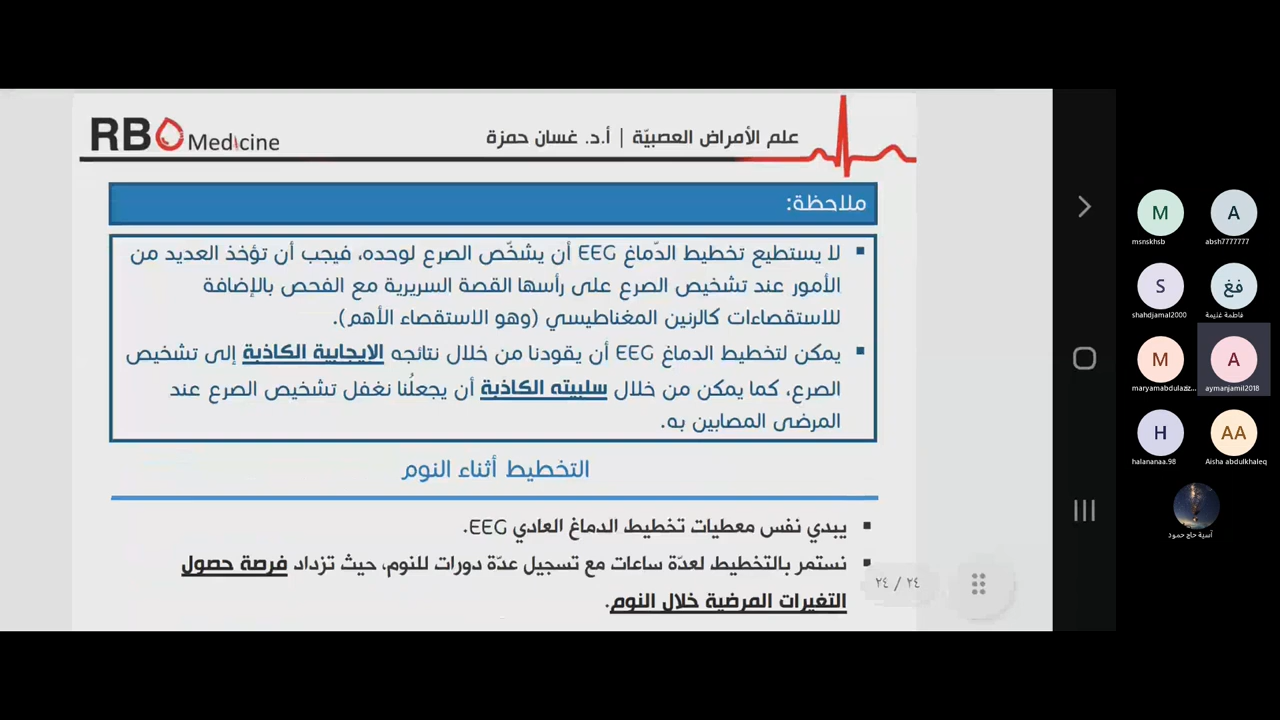 RBO Medicine
علم الأمراض العصبيّة | أ.د. غسان حمزة
ملاحظة:
▪ لا يستطيع تخطيط الدّماغ EEG أن يشخّص الصرع لوحده، فيجب أن تؤخذ العديد من
الأمور عند تشخيص الصرع على رأسها القصة السريرية مع الفحص بالإضافة
للاستقصاءات كالرنين المغناطيسي (وهو الاستقصاء الأهم).
▪ يمكن لتخطيط الدماغ EEG أن يقودنا من خلال نتائجه الإيجابية الكاذبة إلى تشخيص
الصرع، كما يمكن من خلال سلبيته الكاذبة أن يجعلُنا نغفل تشخيص الصرع عند
المرضى المصابين به.
التخطيط أثناء النوم
▪ يبدي نفس معطيات تخطيط الدماغ العادي EEG.
▪ نستمر بالتخطيط لعدّة ساعات مع تسجيل عدّة دورات للنوم، حيث تزداد فرصة حصول
التغيرات المرضية خلال النوم.
٢٤ / ٢٤
M
msnskhsb
A
absh7777777
S
shahdjamal2000
فغ
فاطمة غنيمة
M
maryamabdulaziz...
A
aymanjamil2018
H
halananaa.98
AA
Aisha abdulkhaleq
آسية حاج حمود